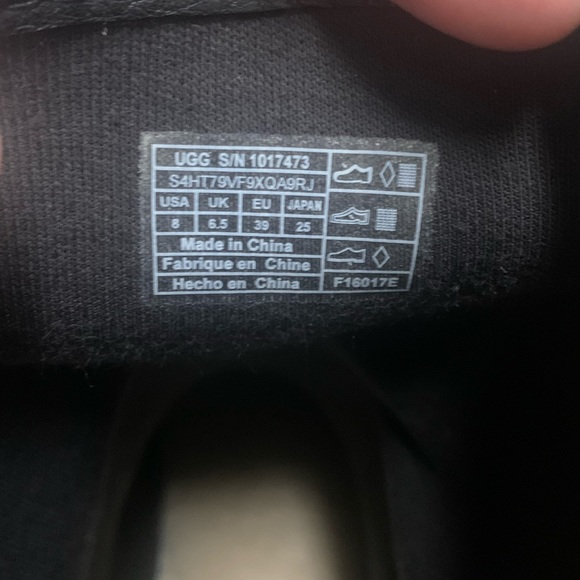 UGG S/N 1017473
S4HT79VF9XQA9RJ
USA UK EU JAPAN
8 6.5 39 25
Made in China
Fabrique en Chine
Hecho en China
F16017E